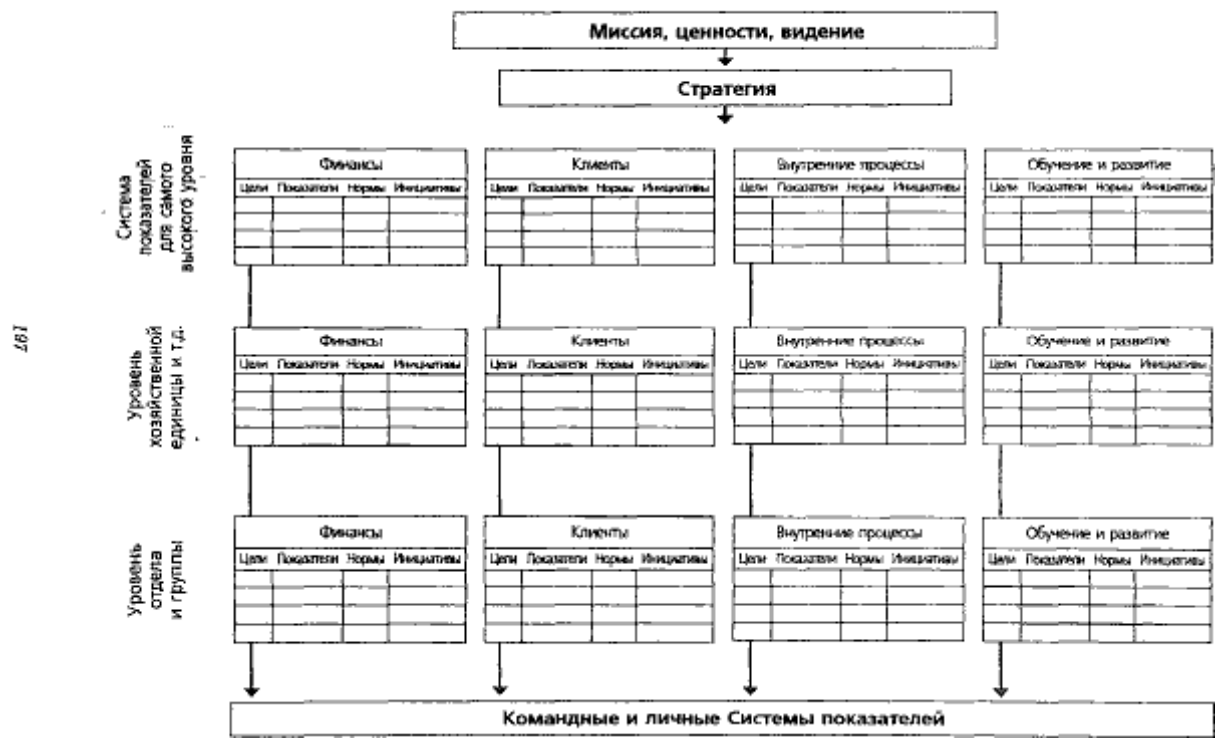 Миссия, ценности, видение
Стратегия
Система
показателей
для самого
высокого уровня
Финансы
Цели Показатели Нормы Инициативы
Клиенты
Цели Показатели Нормы Инициативы
Внутренние процессы
Цели Показатели Нормы Инициативы
Обучение и развитие
Цели Показатели Нормы Инициативы
197
Уровень
хозяйственной
единицы и т.д.
Финансы
Цели Показатели Нормы Инициативы
Клиенты
Цели Показатели Нормы Инициативы
Внутренние процессы
Цели Показатели Нормы Инициативы
Обучение и развитие
Цели Показатели Нормы Инициативы
Уровень
отдела
и группы
Финансы
Цели Показатели Нормы Инициативы
Клиенты
Цели Показатели Нормы Инициативы
Внутренние процессы
Цели Показатели Нормы Инициативы
Обучение и развитие
Цели Показатели Нормы Инициативы
Командные и личные Системы показателей